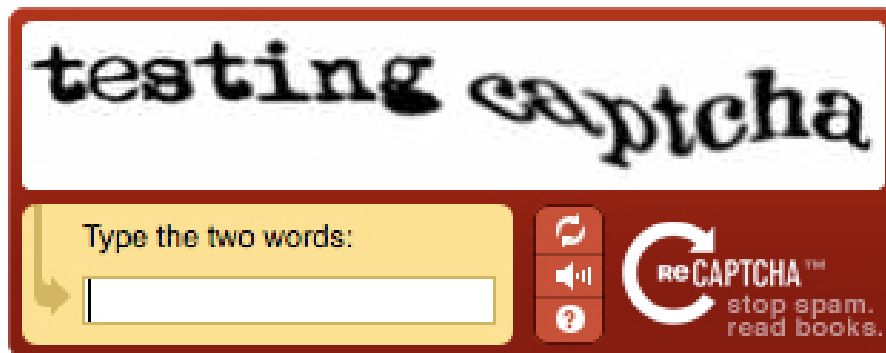 testing captcha
Type the two words:
ReCAPTCHA™
stop spam.
read books.